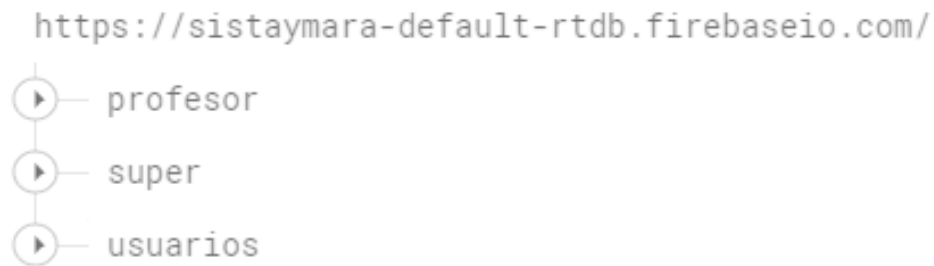 https://sistaymara-default-rtdb.firebaseio.com/
profesor
super
usuarios